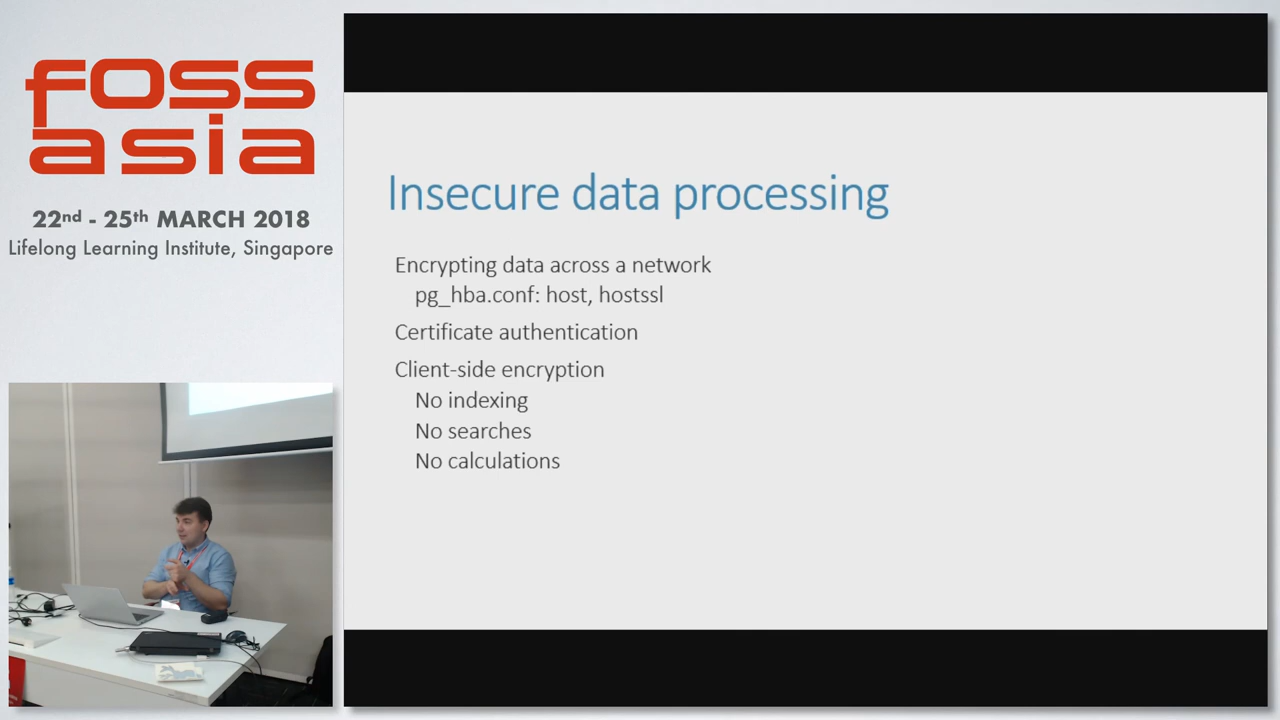 foss
asia
22nd - 25th MARCH 2018
Lifelong Learning Institute, Singapore
Insecure data processing
Encrypting data across a network
pg_hba.conf: host, hostssl
Certificate authentication
Client-side encryption
No indexing
No searches
No calculations